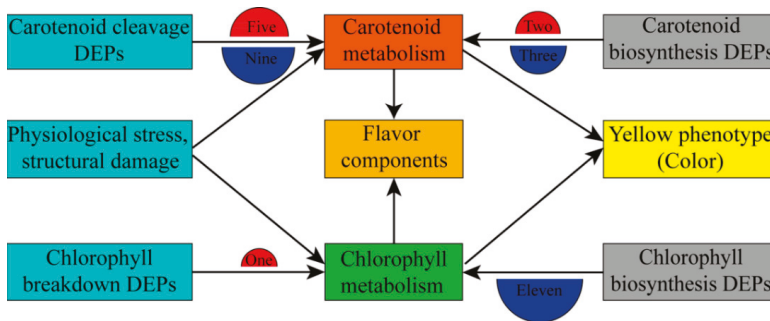 Carotenoid cleavage
DEPs
Five
Nine
Carotenoid
metabolism
Two
Three
Carotenoid
biosynthesis DEPs
Physiological stress,
structural damage
Flavor
components
Yellow phenotype
(Color)
Chlorophyll
breakdown DEPs
One
Chlorophyll
metabolism
Eleven
Chlorophyll
biosynthesis DEPs